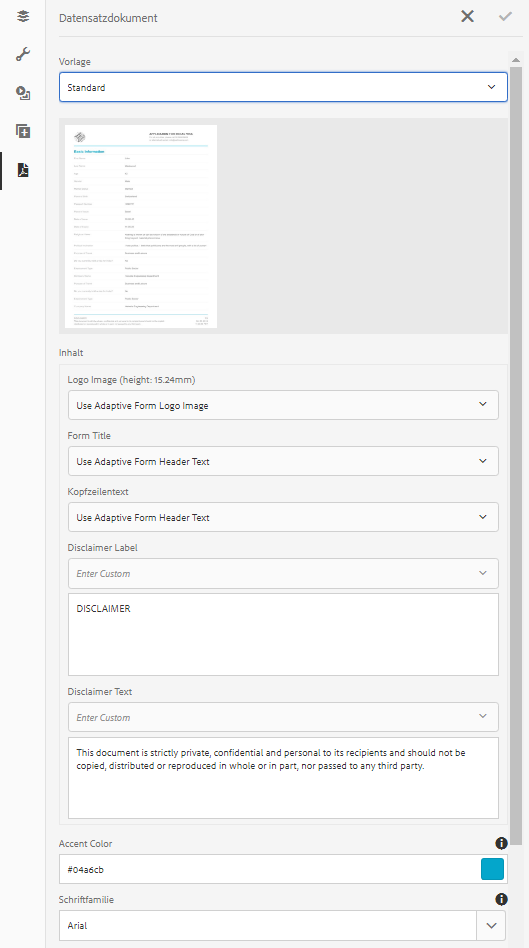 Datensatzdokument
Vorlage
Standard
Basic Information
Inhalt
Logo Image (height: 15.24mm)
Use Adaptive Form Logo Image
Form Title
Use Adaptive Form Header Text
Kopfzeilentext
Use Adaptive Form Header Text
Disclaimer Label
Enter Custom
DISCLAIMER
Disclaimer Text
Enter Custom
This document is strictly private, confidential and personal to its recipients and should not be
copied, distributed or reproduced in whole or in part, nor passed to any third party.
Accent Color
#04a6cb
Schriftfamilie
Arial